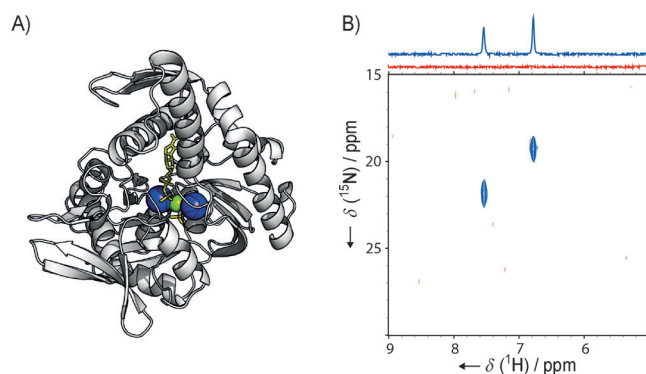 A)
B)
15
20
25
← δ (¹⁵N) / ppm
9 8 7 6
← δ (¹H) / ppm